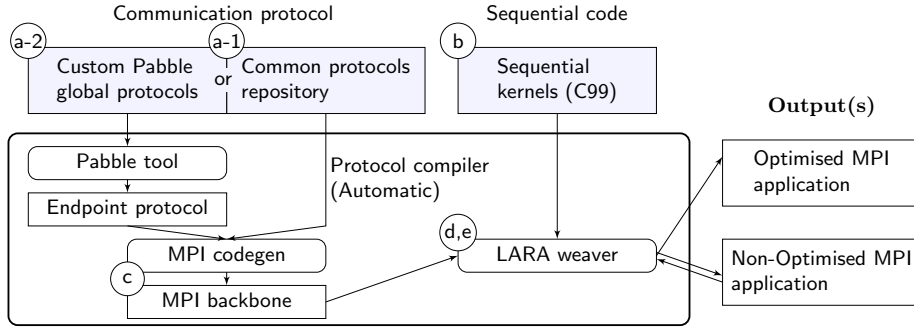 Communication protocol
Sequential code
a-2
a-1
b
Custom Pabble
global protocols
or
Common protocols
repository
Sequential
kernels (C99)
Output(s)
Pabble tool
Protocol compiler
(Automatic)
Optimised MPI
application
Endpoint protocol
d,e
MPI codegen
LARA weaver
Non-Optimised MPI
application
c
MPI backbone